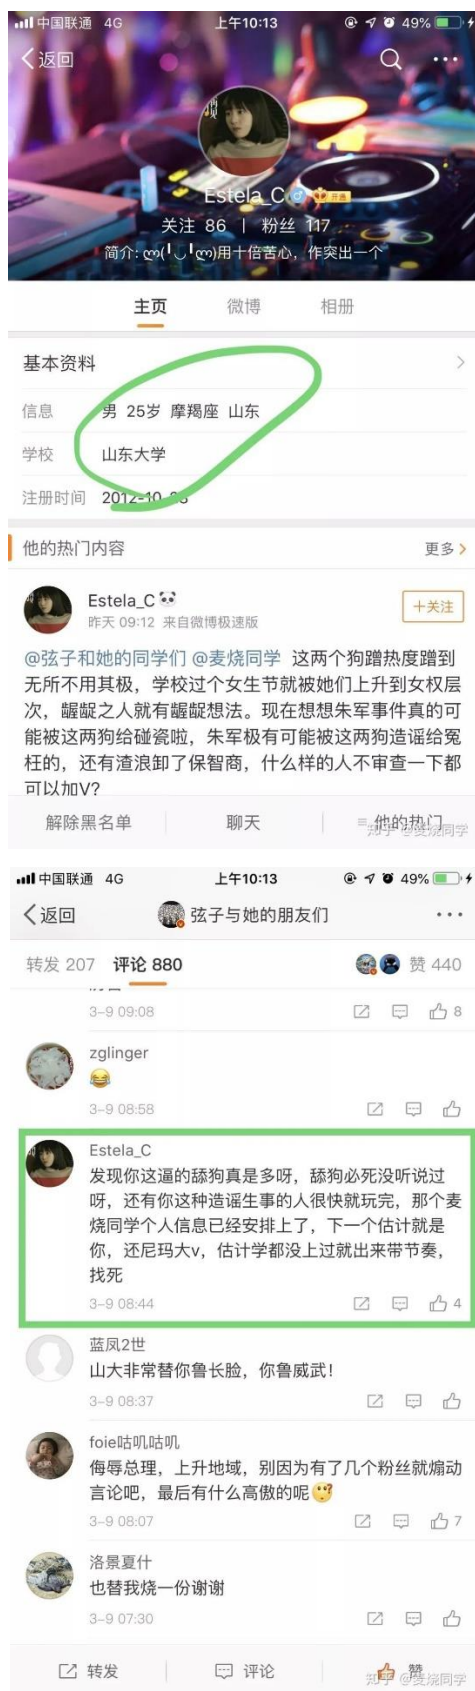 中国联通 4G 上午10:13 49%
返回
Estela_C 开通
关注 86 | 粉丝 117
简介: ლ(╹◡╹ლ)用十倍苦心，作突出一个
主页 微博 相册
基本资料
信息 男 25岁 摩羯座 山东
学校 山东大学
注册时间 2012-10-
他的热门内容 更多
Estela_C
昨天 09:12 来自微博极速版
+关注
@弦子和她的同学们 @麦烧同学 这两个狗蹭热度蹭到
无所不用其极，学校过个女生节就被她们上升到女权层
次，龌龊之人就有龌龊想法。现在想想朱军事件真的可
能被这两狗给碰瓷啦，朱军极有可能被这两狗造谣给冤
枉的，还有渣浪卸了保智商，什么样的人不审查一下都
可以加V?
解除黑名单 聊天 他的热门
知乎 @麦烧同学
中国联通 4G 上午10:13 49%
返回 弦子与她的朋友们
转发 207 评论 880 赞 440
3-9 09:08 8
zglinger
3-9 08:58
Estela_C
发现你这逼的舔狗真是多呀，舔狗必死没听说过
呀，还有你这种造谣生事的人很快就玩完，那个麦
烧同学个人信息已经安排上了，下一个估计就是
你，还尼玛大v，估计学都没上过就出来带节奏，
找死
3-9 08:44 4
蓝凤2世
山大非常替你鲁长脸，你鲁威武！
3-9 08:37
foie咕叽咕叽
侮辱总理，上升地域，别因为有了几个粉丝就煽动
言论吧，最后有什么高傲的呢
3-9 08:07 7
洛景夏什
也替我烧一份谢谢
3-9 07:30
转发 评论 赞
知乎 @麦烧同学